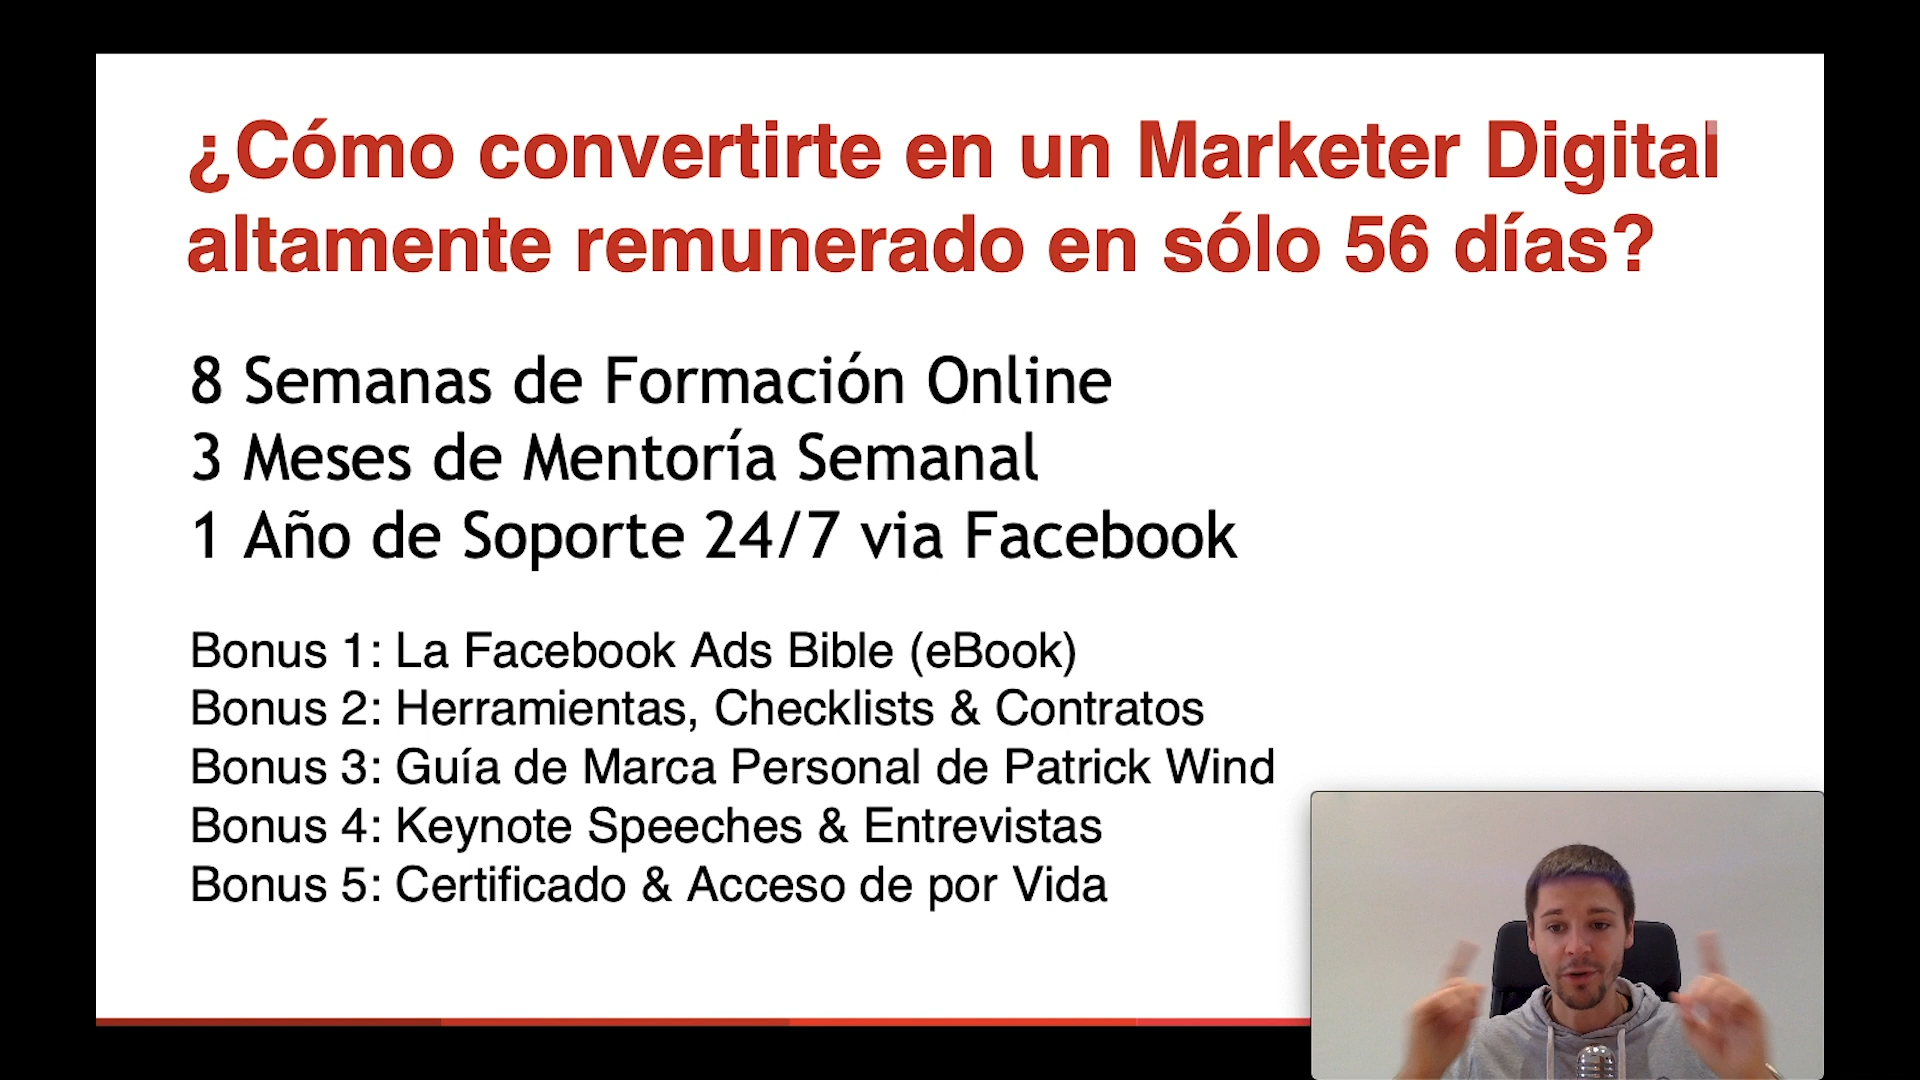 ¿Cómo convertirte en un Marketer Digital
altamente remunerado en sólo 56 días?
8 Semanas de Formación Online
3 Meses de Mentoría Semanal
1 Año de Soporte 24/7 via Facebook
Bonus 1: La Facebook Ads Bible (eBook)
Bonus 2: Herramientas, Checklists & Contratos
Bonus 3: Guía de Marca Personal de Patrick Wind
Bonus 4: Keynote Speeches & Entrevistas
Bonus 5: Certificado & Acceso de por Vida